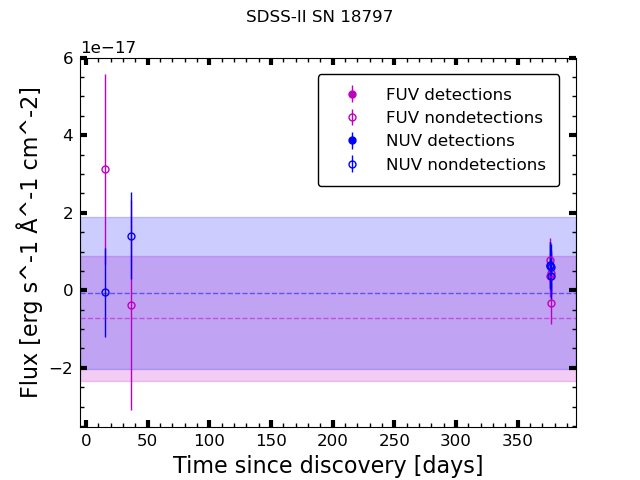 SDSS-II SN 18797
1e−17
6
4
2
0
−2
FUV detections
FUV nondetections
NUV detections
NUV nondetections
Flux [erg s^-1 Å^-1 cm^-2]
0 50 100 150 200 250 300 350
Time since discovery [days]